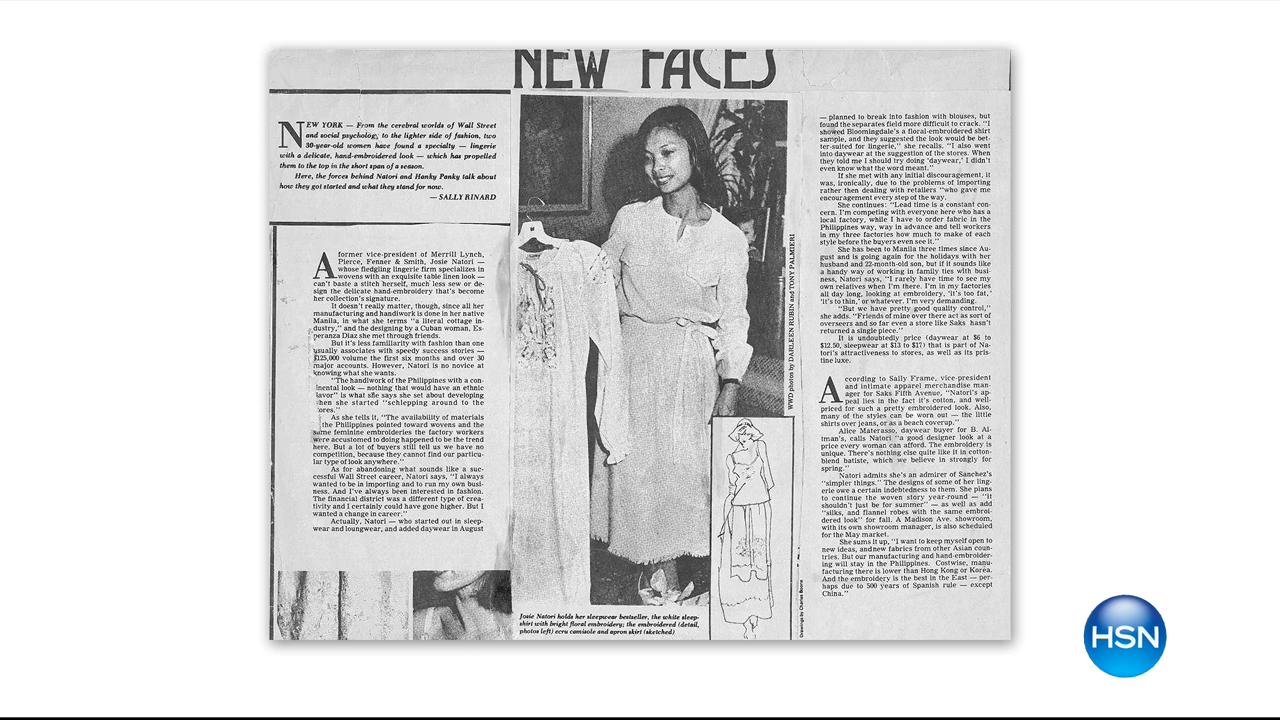 NEW FACES
NEW YORK — From the cerebral worlds of Wall Street
and social psychology, to the lighter side of fashion, two
30-year-old women have found a specialty — lingerie
with a delicate, hand-embroidered look — which has propelled
them to the top in the short span of a season.
Here, the forces behind Natori and Hanky Panky talk about
how they got started and what they stand for now.
— SALLY RINARD
A former vice-president of Merrill Lynch,
Pierce, Fenner & Smith, Josie Natori —
whose fledgling lingerie firm specializes in
wovens with an exquisite table linen look —
can't baste a stitch herself, much less sew or de-
sign the delicate hand-embroidery that's become
her collection's signature.
It doesn't really matter, though, since all her
manufacturing and handiwork is done in her native
Manila, in what she terms "a literal cottage in-
dustry," and the designing by a Cuban woman, Es-
peranza Diaz she met through friends.
But it's less familiarity with fashion than one
usually associates with speedy success stories —
$125,000 volume the first six months and over 30
major accounts. However, Natori is no novice at
knowing what she wants.
"The handiwork of the Philippines with a con-
inental look — nothing that would have an ethnic
lavor" is what she says she set about developing
hen she started "schlepping around to the
ores."
As she tells it, "The availability of materials
the Philippines pointed toward wovens and the
same feminine embroideries the factory workers
were accustomed to doing happened to be the trend
here. But a lot of buyers still tell us we have no
competition, because they cannot find our particu-
lar type of look anywhere."
As for abandoning what sounds like a suc-
cessful Wall Street career, Natori says, "I always
wanted to be in importing and to run my own busi-
ness. And I've always been interested in fashion.
The financial district was a different type of crea-
tivity and I certainly could have gone higher. But I
wanted a change in career."
Actually, Natori — who started out in sleep-
wear and loungwear, and added daywear in August
WWD photos by DARLEEN RUBIN and TONY PALMIERI
Josie Natori holds her sleepwear bestseller, the white sleep-
shirt with bright floral embroidery; the embroidered (detail,
photos left) ecru camisole and apron skirt (sketched)
Drawings by Charles Boone
— planned to break into fashion with blouses, but
found the separates field more difficult to crack. "I
showed Bloomingdale's a floral-embroidered shirt
sample, and they suggested the look would be bet-
ter-suited for lingerie," she recalls. "I also went
into daywear at the suggestion of the stores. When
they told me I should try doing 'daywear,' I didn't
even know what the word meant."
If she met with any initial discouragement, it
was, ironically, due to the problems of importing
rather then dealing with retailers "who gave me
encouragement every step of the way.
She continues: "Lead time is a constant con-
cern. I'm competing with everyone here who has a
local factory, while I have to order fabric in the
Philippines way, way in advance and tell workers
in my three factories how much to make of each
style before the buyers even see it."
She has been to Manila three times since Au-
gust and is going again for the holidays with her
husband and 22-month-old son, but if it sounds like
a handy way of working in family ties with busi-
ness, Natori says, "I rarely have time to see my
own relatives when I'm there. I'm in my factories
all day long, looking at embroidery, 'it's too fat,'
'it's to thin,' or whatever. I'm very demanding.
"But we have pretty good quality control,"
she adds. "Friends of mine over there act as sort of
overseers and so far even a store like Saks hasn't
returned a single piece."
It is undoubtedly price (daywear at $6 to
$12.50, sleepwear at $13 to $17) that is part of Na-
tori's attractiveness to stores, as well as its pris-
tine luxe.
According to Sally Frame, vice-president
and intimate apparel merchandise man-
ager for Saks Fifth Avenue, "Natori's ap-
peal lies in the fact it's cotton, and well-
priced for such a pretty embroidered look. Also,
many of the styles can be worn out — the little
shirts over jeans, or as a beach coverup."
Alice Materasso, daywear buyer for B. Al-
tman's, calls Natori "a good designer look at a
price every woman can afford. The embroidery is
unique. There's nothing else quite like it in cotton-
blend batiste, which we believe in strongly for
spring."
Natori admits she's an admirer of Sanchez's
"simpler things." The designs of some of her ling-
erie owe a certain indebtedness to them. She plans
to continue the woven story year-round — "it
shouldn't just be for summer" — as well as add
"silks, and flannel robes with the same embroi-
dered look" for fall. A Madison Ave. showroom,
with its own showroom manager, is also scheduled
for the May market.
She sums it up, "I want to keep myself open to
new ideas, and new fabrics from other Asian coun-
tries. But our manufacturing and hand-embroider-
ing will stay in the Philippines. Costwise, manu-
facturing there is lower than Hong Kong or Korea.
And the embroidery is the best in the East — per-
haps due to 500 years of Spanish rule — except
China."
HSN